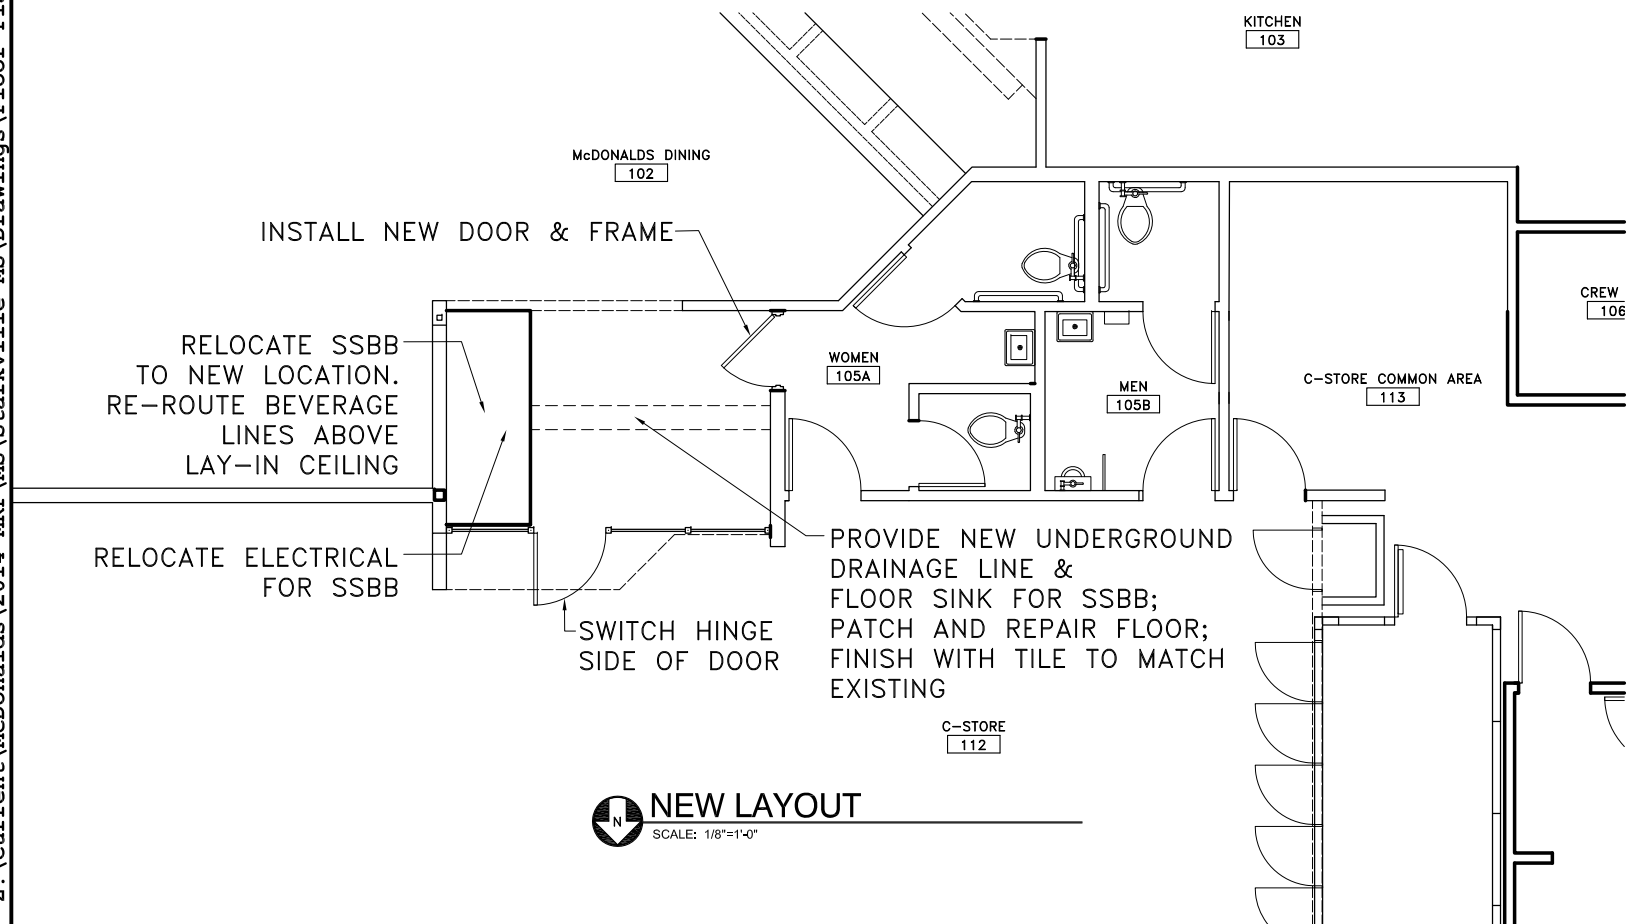 KITCHEN
103
McDONALDS DINING
102
INSTALL NEW DOOR & FRAME
CREW
106
RELOCATE SSBB
TO NEW LOCATION.
RE-ROUTE BEVERAGE
LINES ABOVE
LAY-IN CEILING
WOMEN
105A
MEN
105B
C-STORE COMMON AREA
113
RELOCATE ELECTRICAL
FOR SSBB
PROVIDE NEW UNDERGROUND
DRAINAGE LINE &
FLOOR SINK FOR SSBB;
PATCH AND REPAIR FLOOR;
FINISH WITH TILE TO MATCH
EXISTING
SWITCH HINGE
SIDE OF DOOR
C-STORE
112
N
NEW LAYOUT
SCALE: 1/8"=1'-0"